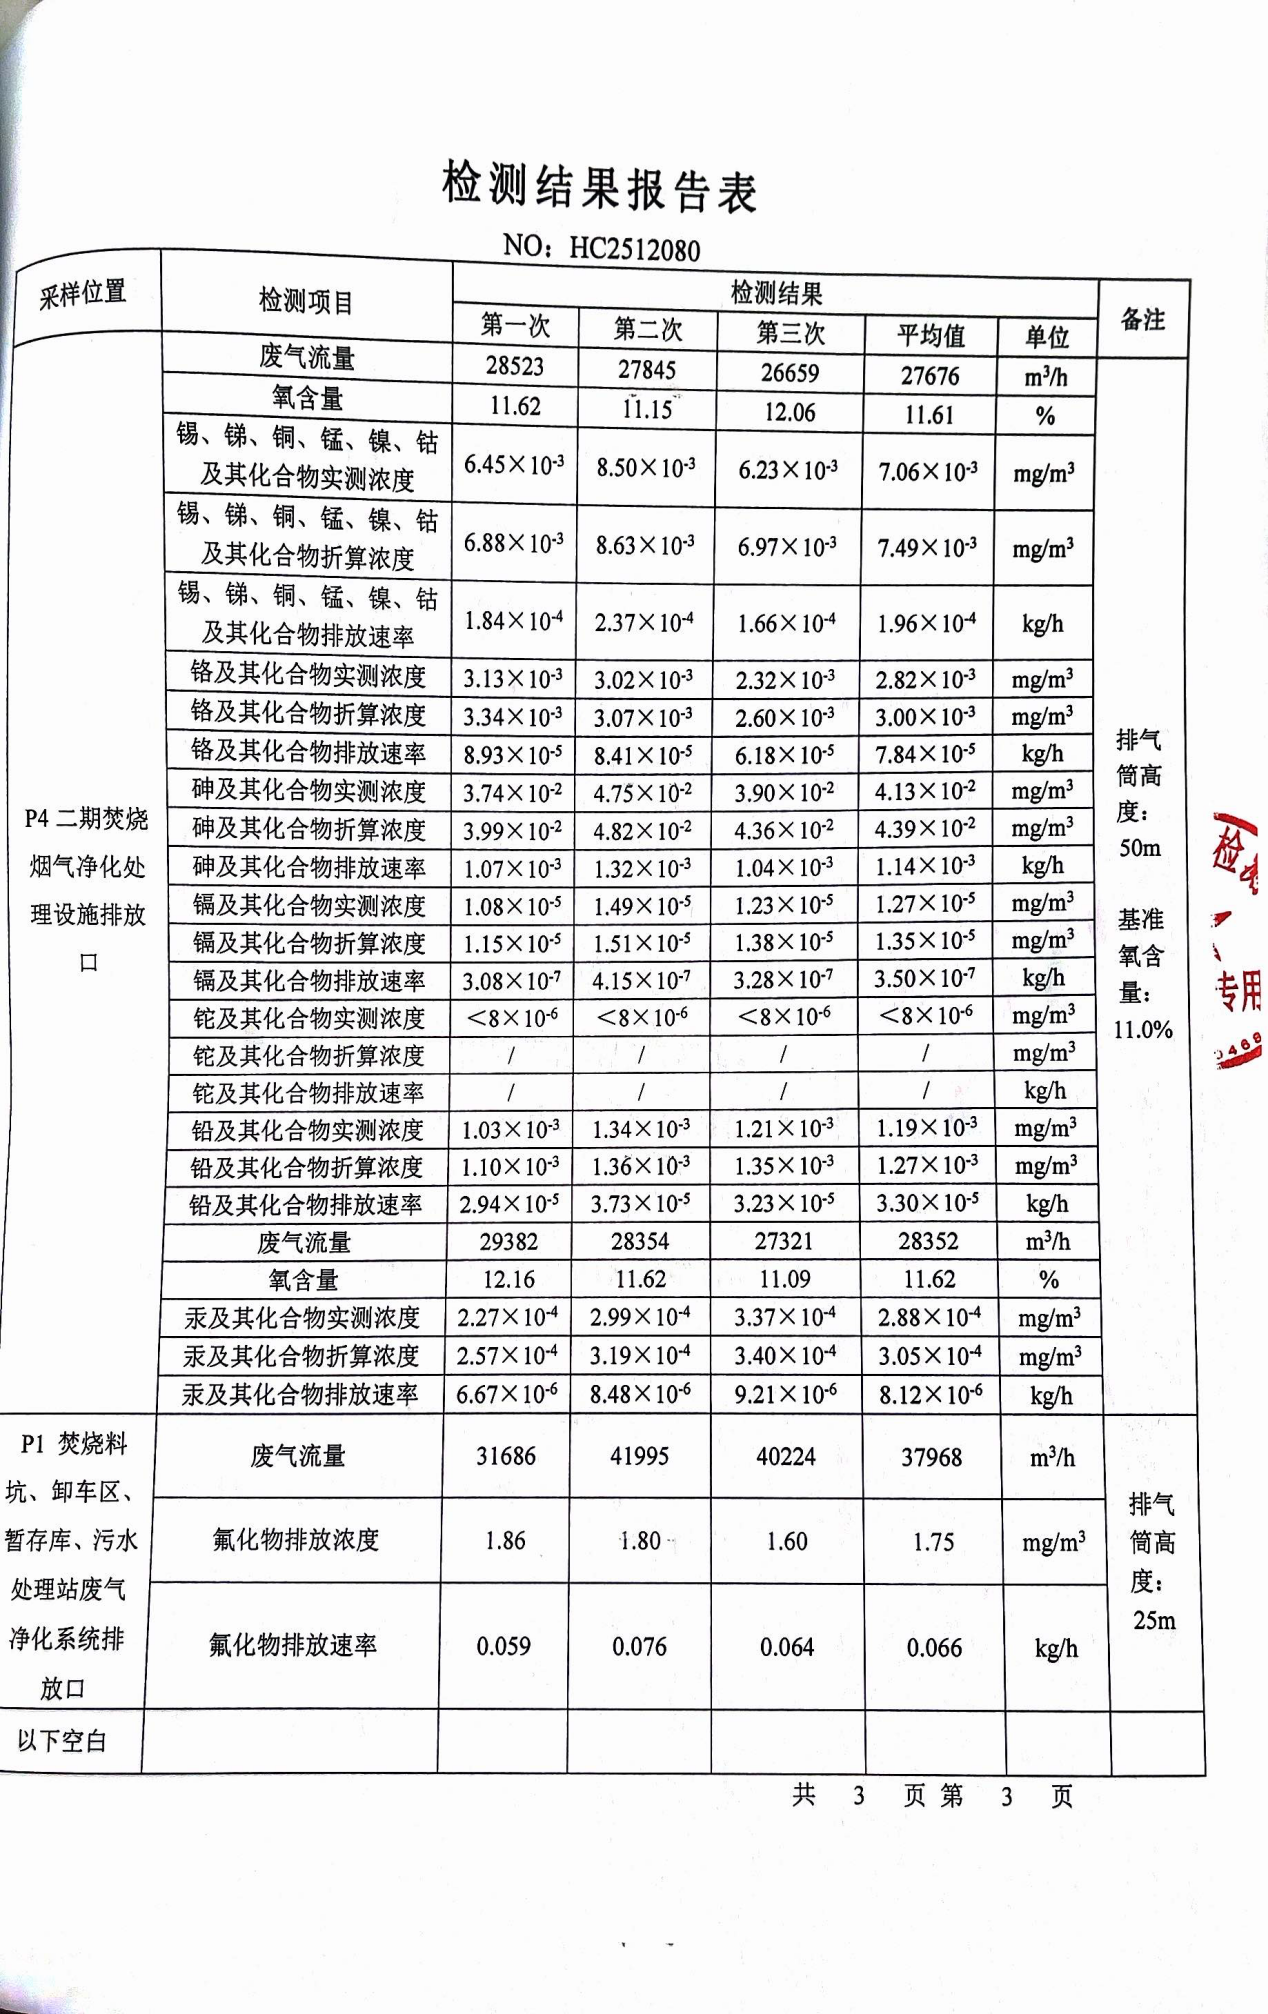 检测结果报告表
NO：HC2512080
采样位置 检测项目 检测结果 备注
第一次 第二次 第三次 平均值 单位
废气流量 28523 27845 26659 27676 m³/h
氧含量 11.62 11.15 12.06 11.61 %
锡、锑、铜、锰、镍、钴
及其化合物实测浓度 6.45×10⁻³ 8.50×10⁻³ 6.23×10⁻³ 7.06×10⁻³ mg/m³
锡、锑、铜、锰、镍、钴
及其化合物折算浓度 6.88×10⁻³ 8.63×10⁻³ 6.97×10⁻³ 7.49×10⁻³ mg/m³
锡、锑、铜、锰、镍、钴
及其化合物排放速率 1.84×10⁻⁴ 2.37×10⁻⁴ 1.66×10⁻⁴ 1.96×10⁻⁴ kg/h
铬及其化合物实测浓度 3.13×10⁻³ 3.02×10⁻³ 2.32×10⁻³ 2.82×10⁻³ mg/m³
铬及其化合物折算浓度 3.34×10⁻³ 3.07×10⁻³ 2.60×10⁻³ 3.00×10⁻³ mg/m³
铬及其化合物排放速率 8.93×10⁻⁵ 8.41×10⁻⁵ 6.18×10⁻⁵ 7.84×10⁻⁵ kg/h
砷及其化合物实测浓度 3.74×10⁻² 4.75×10⁻² 3.90×10⁻² 4.13×10⁻² mg/m³
砷及其化合物折算浓度 3.99×10⁻² 4.82×10⁻² 4.36×10⁻² 4.39×10⁻² mg/m³
砷及其化合物排放速率 1.07×10⁻³ 1.32×10⁻³ 1.04×10⁻³ 1.14×10⁻³ kg/h
镉及其化合物实测浓度 1.08×10⁻⁵ 1.49×10⁻⁵ 1.23×10⁻⁵ 1.27×10⁻⁵ mg/m³
镉及其化合物折算浓度 1.15×10⁻⁵ 1.51×10⁻⁵ 1.38×10⁻⁵ 1.35×10⁻⁵ mg/m³
镉及其化合物排放速率 3.08×10⁻⁷ 4.15×10⁻⁷ 3.28×10⁻⁷ 3.50×10⁻⁷ kg/h
铊及其化合物实测浓度 <8×10⁻⁶ <8×10⁻⁶ <8×10⁻⁶ <8×10⁻⁶ mg/m³
铊及其化合物折算浓度 / / / / mg/m³
铊及其化合物排放速率 / / / / kg/h
铅及其化合物实测浓度 1.03×10⁻³ 1.34×10⁻³ 1.21×10⁻³ 1.19×10⁻³ mg/m³
铅及其化合物折算浓度 1.10×10⁻³ 1.36×10⁻³ 1.35×10⁻³ 1.27×10⁻³ mg/m³
铅及其化合物排放速率 2.94×10⁻⁵ 3.73×10⁻⁵ 3.23×10⁻⁵ 3.30×10⁻⁵ kg/h
废气流量 29382 28354 27321 28352 m³/h
氧含量 12.16 11.62 11.09 11.62 %
汞及其化合物实测浓度 2.27×10⁻⁴ 2.99×10⁻⁴ 3.37×10⁻⁴ 2.88×10⁻⁴ mg/m³
汞及其化合物折算浓度 2.57×10⁻⁴ 3.19×10⁻⁴ 3.40×10⁻⁴ 3.05×10⁻⁴ mg/m³
汞及其化合物排放速率 6.67×10⁻⁶ 8.48×10⁻⁶ 9.21×10⁻⁶ 8.12×10⁻⁶ kg/h
P4 二期焚烧
烟气净化处
理设施排放
口
排气
筒高
度：
50m
基准
氧含
量：
11.0%
P1 焚烧料
坑、卸车区、
暂存库、污水
处理站废气
净化系统排
放口
废气流量 31686 41995 40224 37968 m³/h
氟化物排放浓度 1.86 1.80 1.60 1.75 mg/m³
氟化物排放速率 0.059 0.076 0.064 0.066 kg/h
排气
筒高
度：
25m
以下空白
共 3 页 第 3 页
检
专用
0468